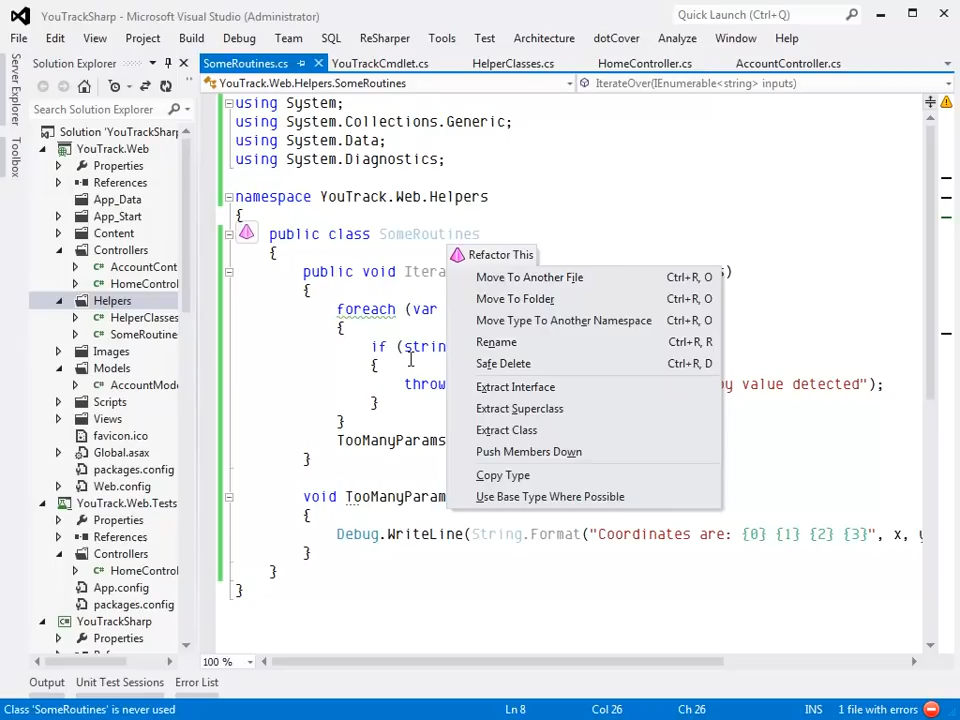 YouTrackSharp - Microsoft Visual Studio (Administrator)
Quick Launch (Ctrl+Q)
File Edit View Project Build Debug Team SQL ReSharper Tools Test Architecture dotCover Analyze Window Help
Server Explorer
Toolbox
Solution Explorer
Search Solution Explorer
Solution 'YouTrackSharp
YouTrack.Web
Properties
References
App_Data
App_Start
Content
Controllers
AccountCont
HomeControl
Helpers
HelperClasses
SomeRoutine
Images
Models
AccountMode
Scripts
Views
favicon.ico
Global.asax
packages.config
Web.config
YouTrack.Web.Tests
Properties
References
Controllers
HomeControl
App.config
packages.config
YouTrackSharp
Properties
SomeRoutines.cs YouTrackCmdlet.cs HelperClasses.cs HomeController.cs AccountController.cs
YouTrack.Web.Helpers.SomeRoutines
IterateOver(IEnumerable<string> inputs)
using System;
using System.Collections.Generic;
using System.Data;
using System.Diagnostics;
namespace YouTrack.Web.Helpers
{
public class SomeRoutines
{
public void Itera s)
{
foreach (var
{
if (strin
{
throw by value detected");
}
}
TooManyParams
}
void TooManyParam
{
Debug.WriteLine(String.Format("Coordinates are: {0} {1} {2} {3}", x, y
}
}
}
Refactor This
Move To Another File Ctrl+R, O
Move To Folder Ctrl+R, O
Move Type To Another Namespace Ctrl+R, O
Rename Ctrl+R, R
Safe Delete Ctrl+R, D
Extract Interface
Extract Superclass
Extract Class
Push Members Down
Copy Type
Use Base Type Where Possible
100 %
Output Unit Test Sessions Error List
Class 'SomeRoutines' is never used Ln 8 Col 26 Ch 26 INS 1 file with errors